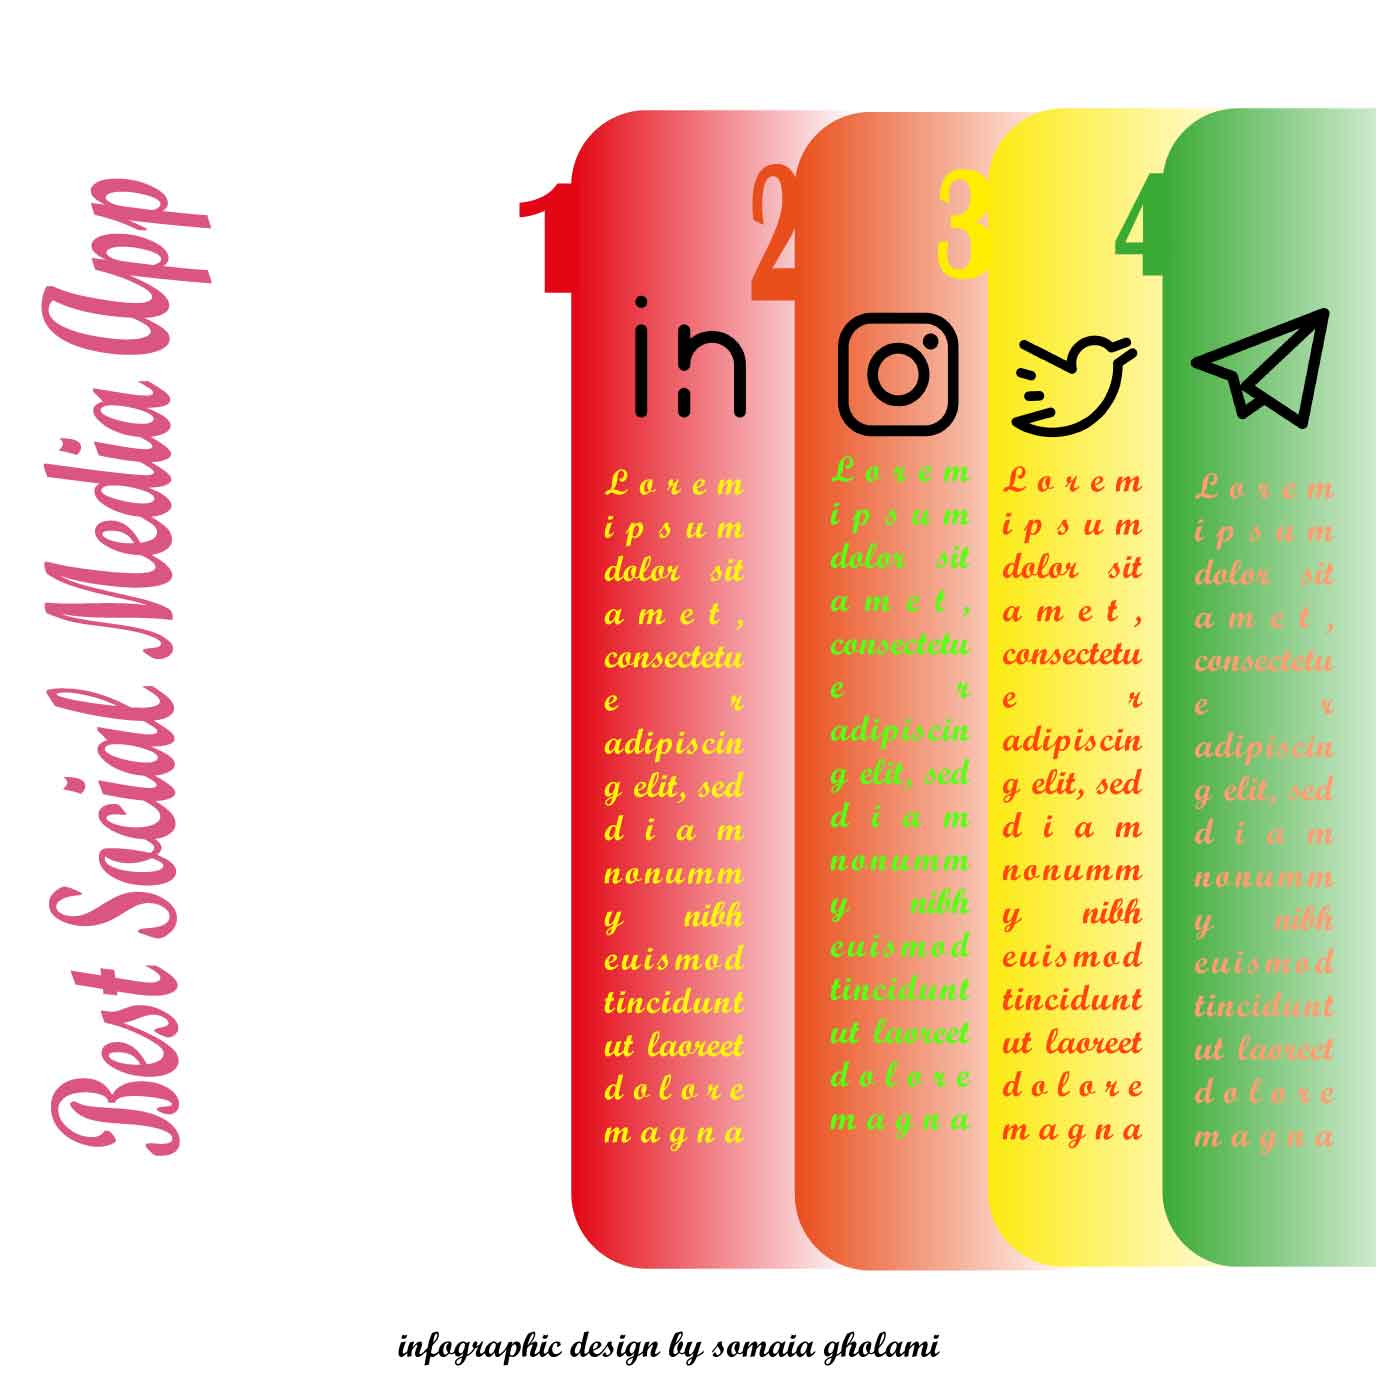 Best Social Media App
1
in
Lorem
ipsum
dolor sit
amet,
consectetu
e r
adipiscin
g elit, sed
diam
nonumm
y nibh
euismod
tincidunt
ut laoreet
dolore
magna
2
Lorem
ipsum
dolor sit
amet,
consectetu
e r
adipiscin
g elit, sed
diam
nonumm
y nibh
euismod
tincidunt
ut laoreet
dolore
magna
3
Lorem
ipsum
dolor sit
amet,
consectetu
e r
adipiscin
g elit, sed
diam
nonumm
y nibh
euismod
tincidunt
ut laoreet
dolore
magna
4
Lorem
ipsum
dolor sit
amet,
consectetu
e r
adipiscin
g elit, sed
diam
nonumm
y nibh
euismod
tincidunt
ut laoreet
dolore
magna
infographic design by somaia gholami